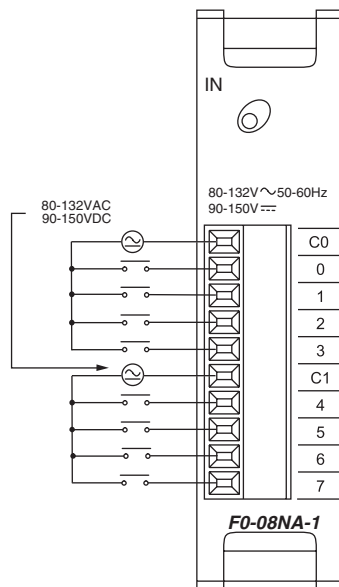 IN
80-132V 50-60Hz
90-150V
80-132VAC
90-150VDC
C0
0
1
2
3
C1
4
5
6
7
F0-08NA-1